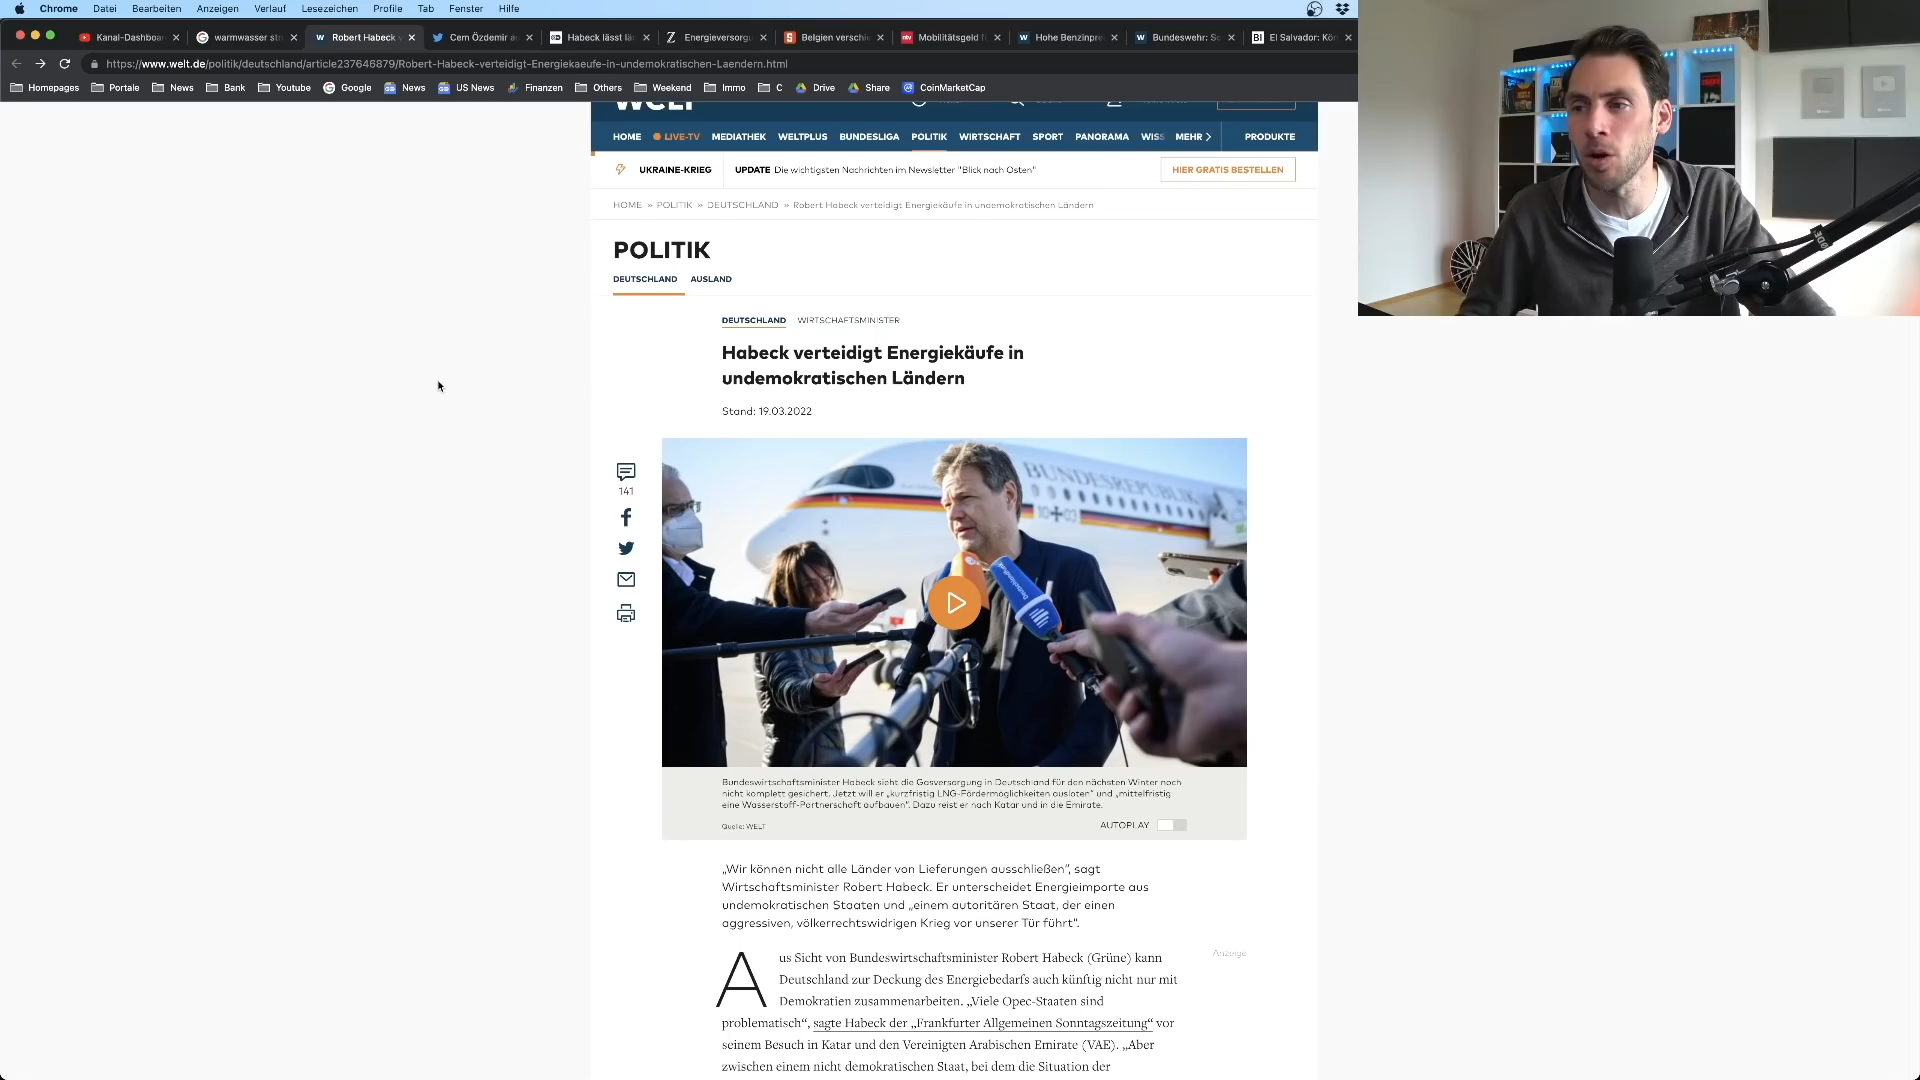 Chrome Datei Bearbeiten Anzeigen Verlauf Lesezeichen Profile Tab Fenster Hilfe
Kanal-Dashboar warmwasser str Robert Habeck v Cem Özdemir a Habeck lässt lä Energieversorgu Belgien verschi Mobilitätsgeld f Hohe Benzinpre Bundeswehr: So El Salvador: Kön
https://www.welt.de/politik/deutschland/article237646879/Robert-Habeck-verteidigt-Energiekaeufe-in-undemokratischen-Laendern.html
Homepages Portale News Bank Youtube Google News US News Finanzen Others Weekend Immo C Drive Share CoinMarketCap
WELT
HOME LIVE-TV MEDIATHEK WELTPLUS BUNDESLIGA POLITIK WIRTSCHAFT SPORT PANORAMA WISS MEHR PRODUKTE
UKRAINE-KRIEG UPDATE Die wichtigsten Nachrichten im Newsletter "Blick nach Osten" HIER GRATIS BESTELLEN
HOME » POLITIK » DEUTSCHLAND » Robert Habeck verteidigt Energiekäufe in undemokratischen Ländern
POLITIK
DEUTSCHLAND AUSLAND
DEUTSCHLAND WIRTSCHAFTSMINISTER
Habeck verteidigt Energiekäufe in
undemokratischen Ländern
Stand: 19.03.2022
141
BUNDESREPUBLIK
10+03
Deutschlandfunk
Bundeswirtschaftsminister Habeck sieht die Gasversorgung in Deutschland für den nächsten Winter noch
nicht komplett gesichert. Jetzt will er „kurzfristig LNG-Fördermöglichkeiten ausloten" und „mittelfristig
eine Wasserstoff-Partnerschaft aufbauen". Dazu reist er nach Katar und in die Emirate.
Quelle: WELT
AUTOPLAY
„Wir können nicht alle Länder von Lieferungen ausschließen", sagt
Wirtschaftsminister Robert Habeck. Er unterscheidet Energieimporte aus
undemokratischen Staaten und „einem autoritären Staat, der einen
aggressiven, völkerrechtswidrigen Krieg vor unserer Tür führt".
Anzeige
Aus Sicht von Bundeswirtschaftsminister Robert Habeck (Grüne) kann
Deutschland zur Deckung des Energiebedarfs auch künftig nicht nur mit
Demokratien zusammenarbeiten. „Viele Opec-Staaten sind
problematisch“, sagte Habeck der „Frankfurter Allgemeinen Sonntagszeitung“ vor
seinem Besuch in Katar und den Vereinigten Arabischen Emirate (VAE). „Aber
zwischen einem nicht demokratischen Staat, bei dem die Situation der